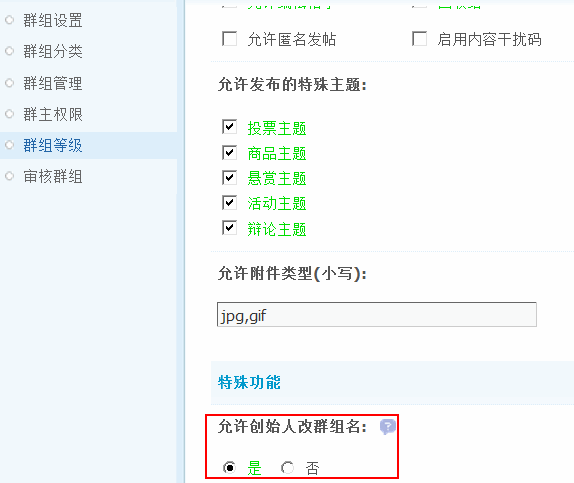 群组设置
群组分类
群组管理
群主权限
群组等级
审核群组
允许匿名发帖 启用内容干扰码
允许发布的特殊主题:
投票主题
商品主题
悬赏主题
活动主题
辩论主题
允许附件类型(小写):
jpg,gif
特殊功能
允许创始人改群组名: ?
是 否